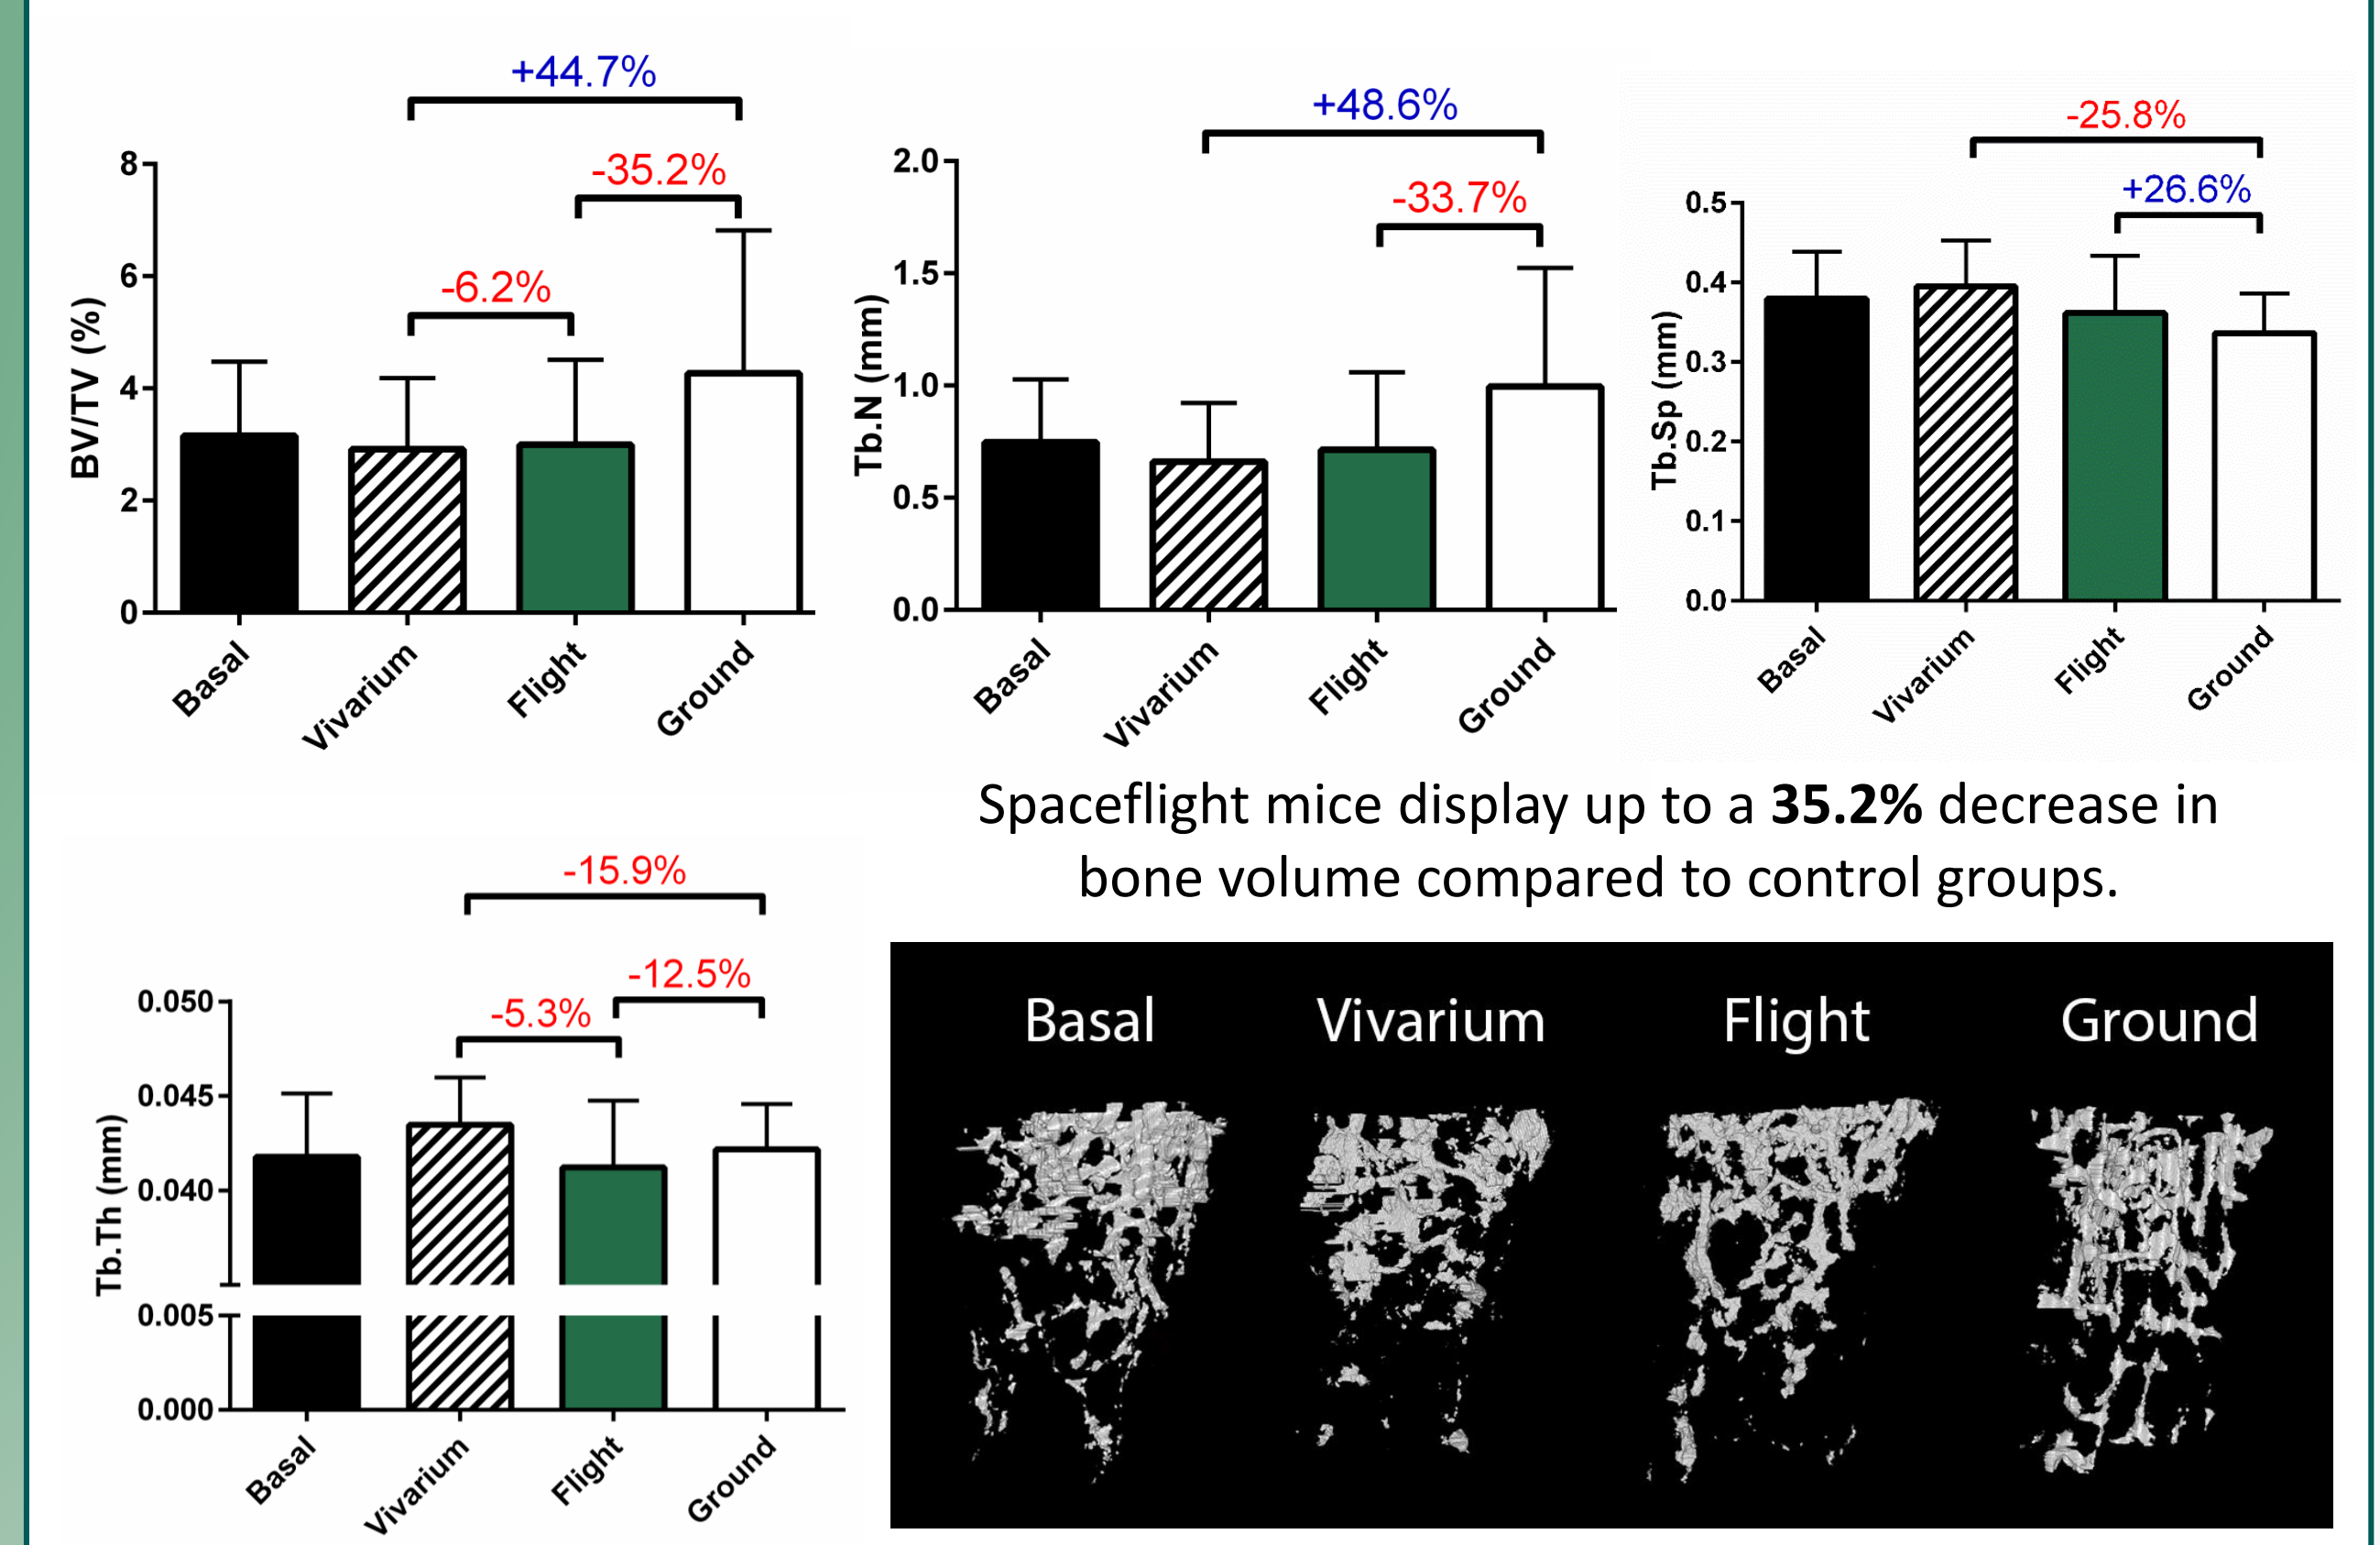 +44.7%
-35.2%
-6.2%
8
6
4
2
0
BV/TV (%)
Basal
Vivarium
Flight
Ground
+48.6%
-33.7%
2.0
1.5
1.0
0.5
0.0
Tb.N (mm)
Basal
Vivarium
Flight
Ground
-25.8%
+26.6%
0.5
0.4
0.3
0.2
0.1
0.0
Tb.Sp (mm)
Basal
Vivarium
Flight
Ground
Spaceflight mice display up to a 35.2% decrease in
bone volume compared to control groups.
-15.9%
-12.5%
-5.3%
0.050
0.045
0.040
0.005
0.000
Tb.Th (mm)
Basal
Vivarium
Flight
Ground
Basal
Vivarium
Flight
Ground